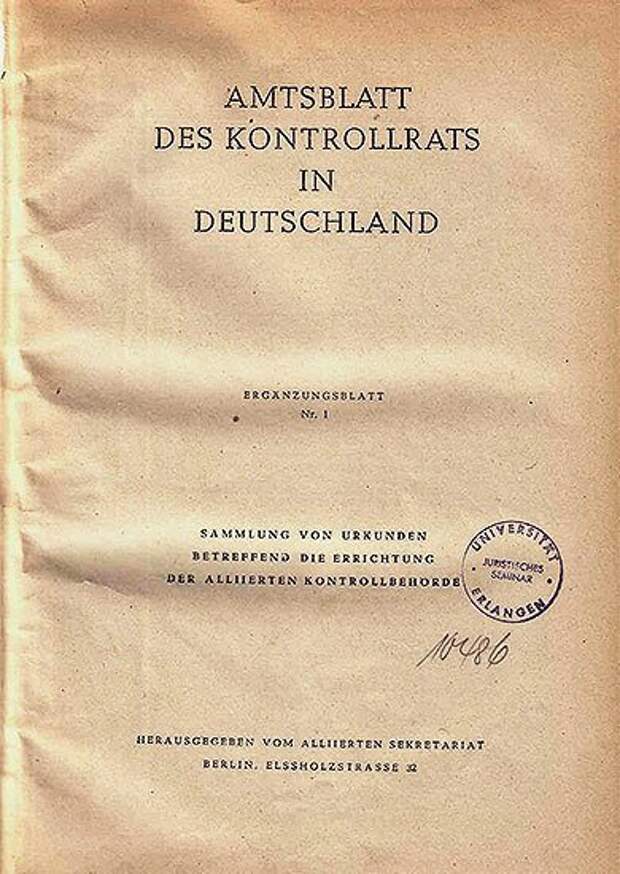 AMTSBLATT
DES KONTROLLRATS
IN
DEUTSCHLAND
ERGÄNZUNGSBLATT
Nr. 1
SAMMLUNG VON URKUNDEN
BETREFFEND DIE ERRICHTUNG
DER ALLIIERTEN KONTROLLBEHÖRDE
UNIVERSITÄT
JURISTISCHES
SEMINAR
ERLANGEN
10486
HERAUSGEGEBEN VOM ALLIIERTEN SEKRETARIAT
BERLIN, ELSSHOLZSTRASSE 32